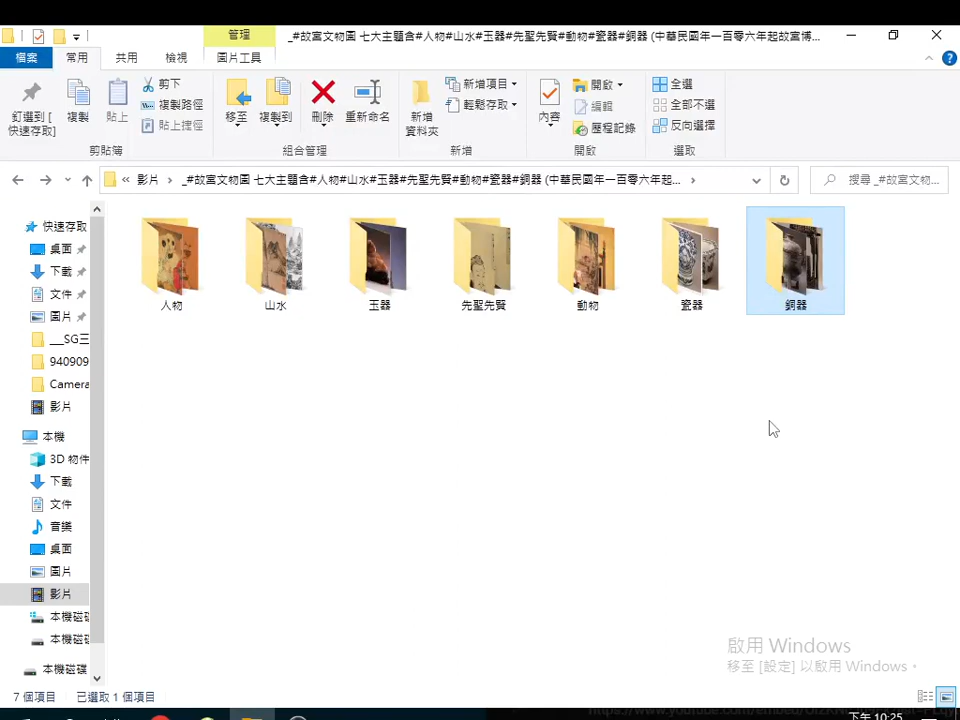 管理
_#故宮文物園 七大主題含#人物#山水#玉器#先聖先賢#動物#瓷器#銅器 (中華民國年一百零六年起故宮博...
檔案
常用
共用
檢視
圖片工具
釘選到 [快速存取]
複製
貼上
剪下
複製路徑
貼上捷徑
剪貼簿
移至
複製到
刪除
重新命名
組合管理
新增
資料夾
新增項目
輕鬆存取
新增
內容
開啟
編輯
歷程記錄
開啟
全選
全部不選
反向選擇
選取
« 影片 › _#故宮文物園 七大主題含#人物#山水#玉器#先聖先賢#動物#瓷器#銅器 (中華民國年一百零六年起... ›
搜尋 _#故宮文物...
快速存取
桌面
下載
文件
圖片
___SG三
940909
Camera
影片
本機
3D 物件
下載
文件
音樂
桌面
圖片
影片
本機磁碟
本機磁碟
本機磁碟
人物
山水
玉器
先聖先賢
動物
瓷器
銅器
啟用 Windows
移至 [設定] 以啟用 Windows。
7 個項目
已選取 1 個項目
下午 10:25